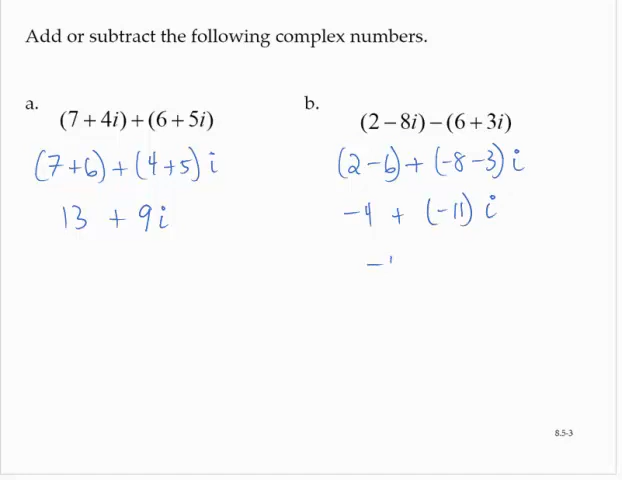 Add or subtract the following complex numbers.
a.
(7 + 4i) + (6 + 5i)
(7+6) + (4+5) i
13 + 9i
b.
(2 − 8i) − (6 + 3i)
(2-6) + (-8-3) i
-4 + (-11) i
-
8.5-3